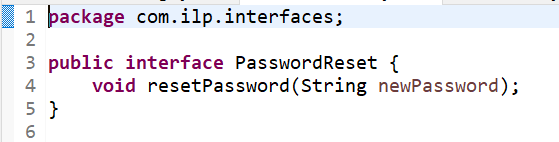 1 package com.ilp.interfaces;
2
3 public interface PasswordReset {
4     void resetPassword(String newPassword);
5 }
6